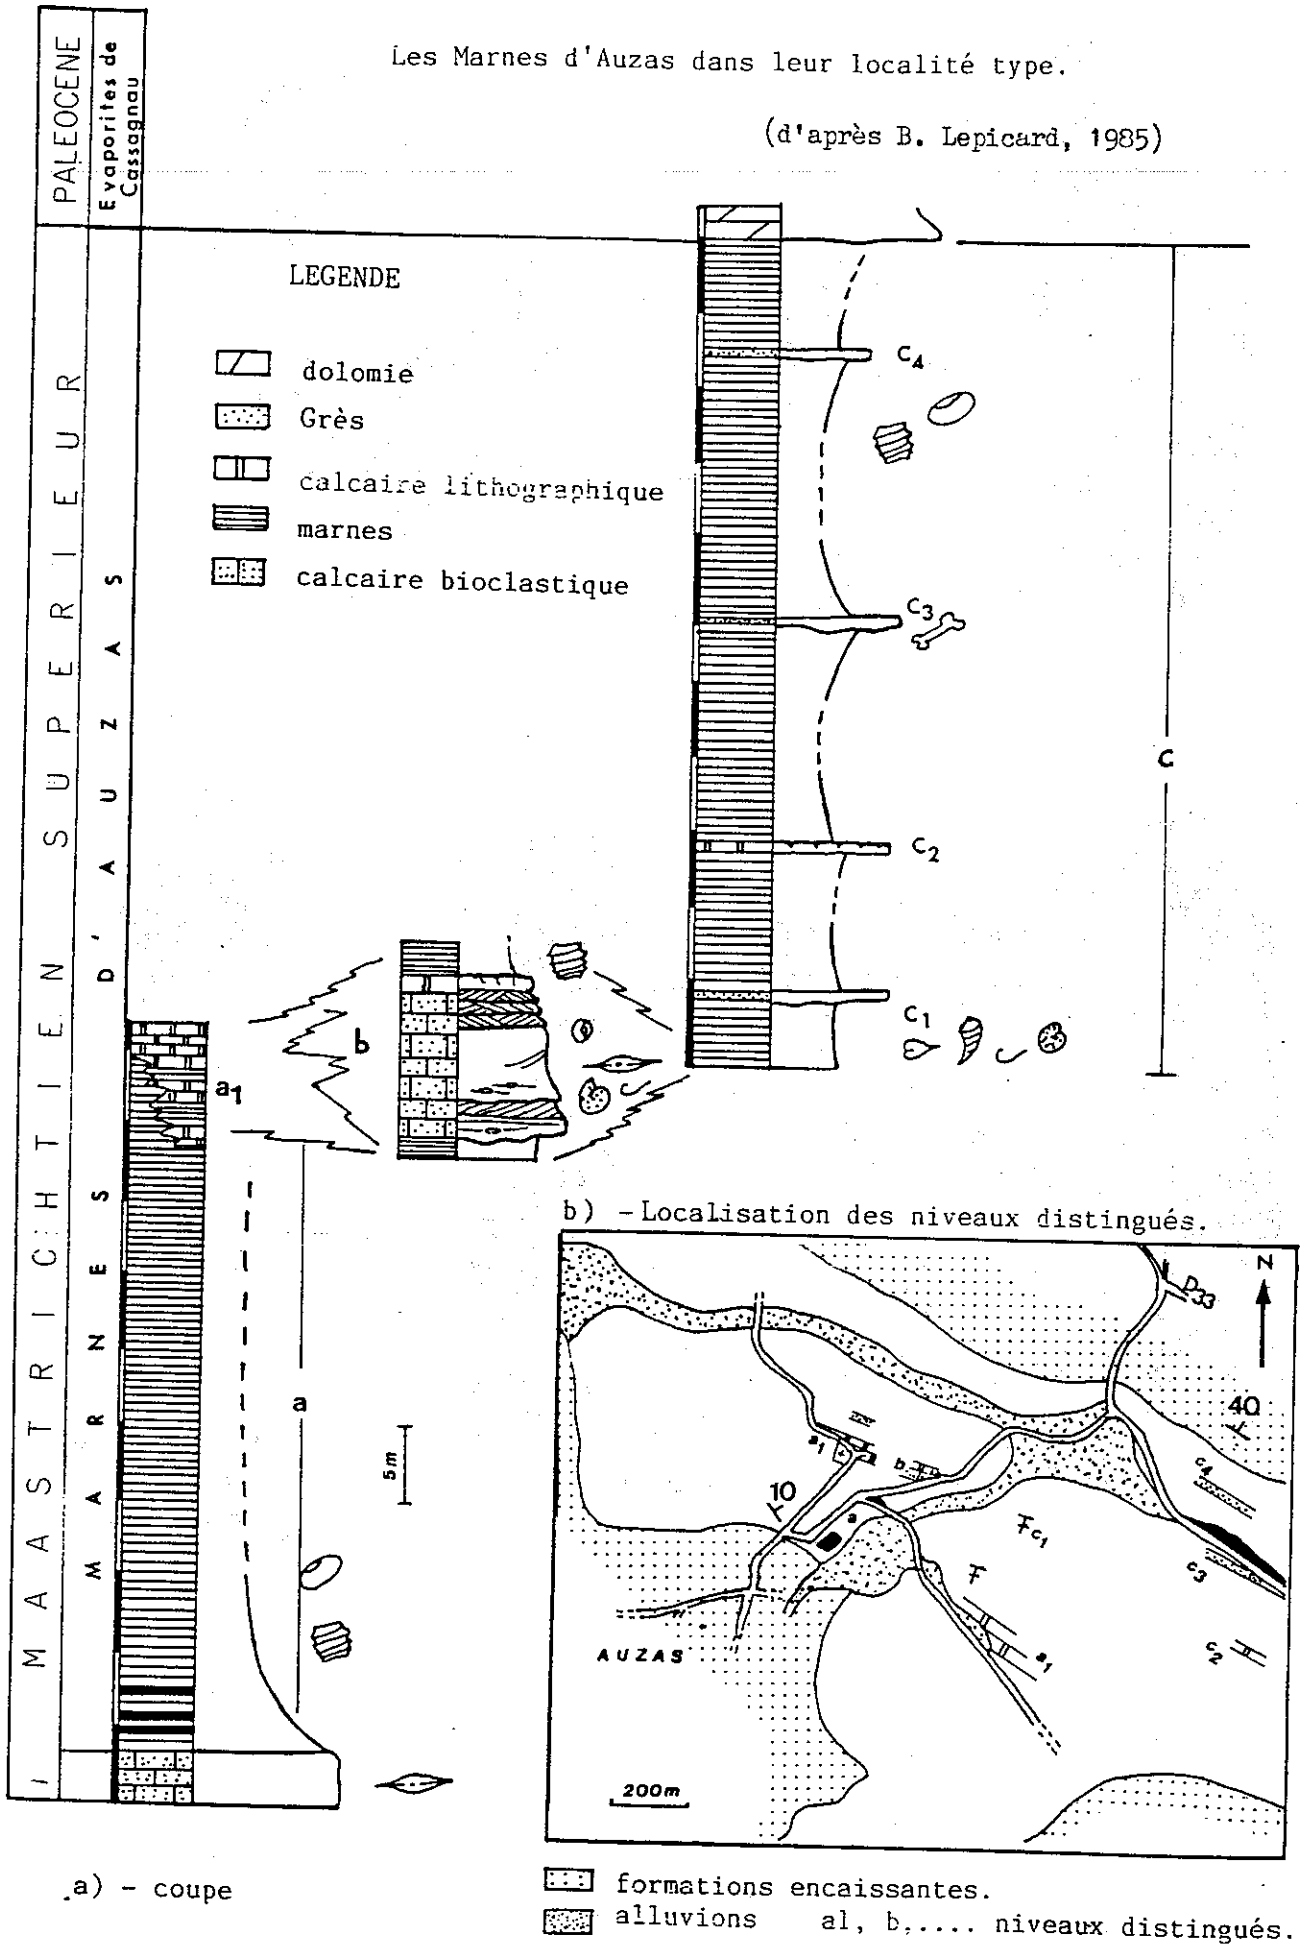 Les Marnes d'Auzas dans leur localité type.
(d'après B. Lepicard, 1985)
PALEOCENE
Evaporites de
Cassagnau
MAASTRICHTIEN SUPERIEUR
MARNES D'AUZAS
LEGENDE
dolomie
Grès
calcaire lithographique
marnes
calcaire bioclastique
C4
C3
C
C2
C1
b
a1
a
5m
b) - Localisation des niveaux distingués.
N
D33
40
a1
b
C4
10
a
C1
C3
a1
C2
AUZAS
200m
a) - coupe
formations encaissantes.
alluvions a1, b,.... niveaux distingués.